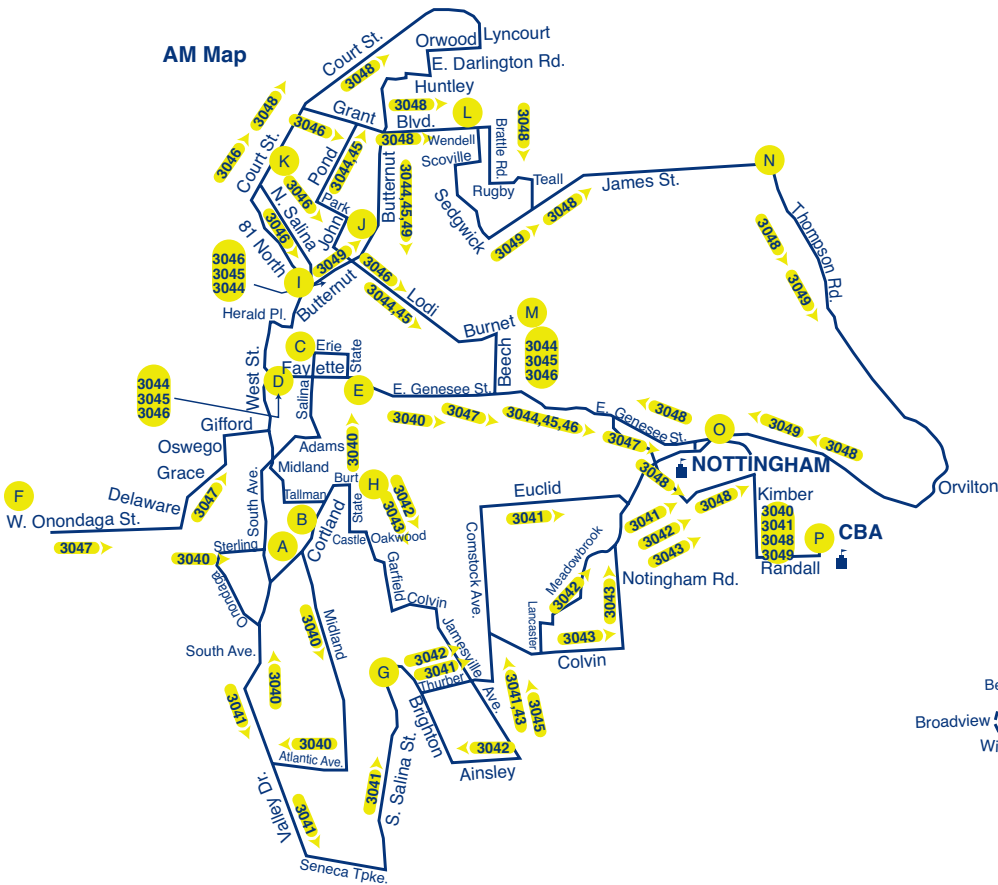 AM Map
Court St.
Orwood
Lyncourt
E. Darlington Rd.
Huntley
3048
3048
3046
3048
Grant
Blvd.
3048
L
3046
3048
Wendell
Brattle Rd.
3048
Court St.
K
Pond
3044,45
Butternut
Scoville
Rugby
Teall
James St.
N
3046
N. Salina
3046
Park
John
J
3044,45,49
Sedgwick
3049
3048
Thompson Rd.
3048
3049
81 North
3046
3045
3044
I
3049
3046
Butternut
3044,45
Lodi
Herald Pl.
Burnet
M
3044
3045
3046
Beech
C
Erie
State
Fayette
West St.
D
E
Salina
3044
3045
3046
E. Genesee St.
3040
3047
3044,45,46
E. Genesee St.
3048
3047
O
3049
3048
Gifford
Oswego
Adams
3040
Grace
Midland
NOTTINGHAM
3048
3048
Orvilton
F
Delaware
3047
South Ave.
Tallman
Burt
H
3042
3043
Euclid
3041
Kimber
3040
3041
3048
3049
P
CBA
Randall
W. Onondaga St.
3047
B
Cortland
State
Castle
Oakwood
3041
3042
3043
Sterling
3040
A
Comstock Ave.
Onondaga
Garfield
Meadowbrook
3042
Notingham Rd.
Colvin
3043
Midland
3040
Lancaster
3043
Colvin
South Ave.
Jamesville
Ave.
3042
3041
Thurber
G
3040
3041
Brighton
3041,43
3045
3040
Atlantic Ave.
3042
Ainsley
Valley Dr.
3041
3041
S. Salina St.
Seneca Tpke.
Be
Broadview
Wi